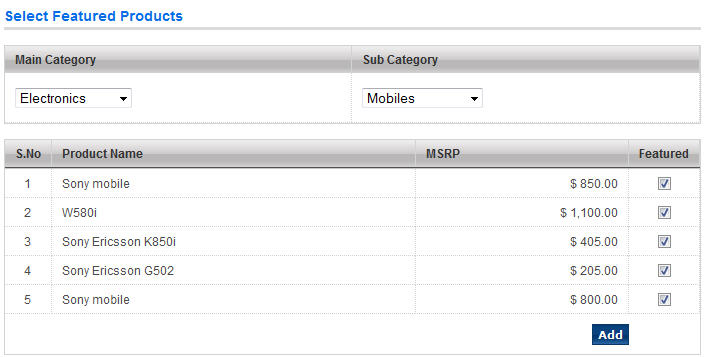 Select Featured Products
Main Category Sub Category
Electronics Mobiles
S.No Product Name MSRP Featured
1 Sony mobile $ 850.00
2 W580i $ 1,100.00
3 Sony Ericsson K850i $ 405.00
4 Sony Ericsson G502 $ 205.00
5 Sony mobile $ 800.00
Add